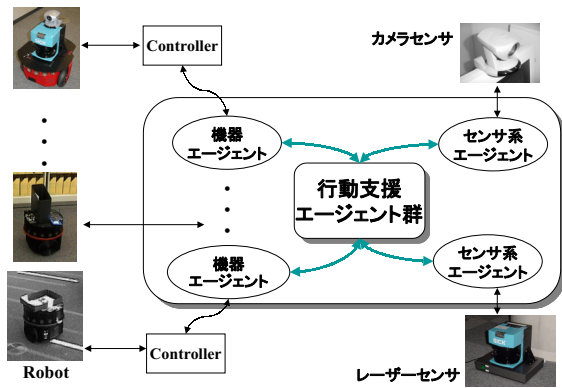 Controller
カメラセンサ
機器
エージェント
センサ系
エージェント
行動支援
エージェント群
機器
エージェント
センサ系
エージェント
Controller
Robot
レーザーセンサ
SICK